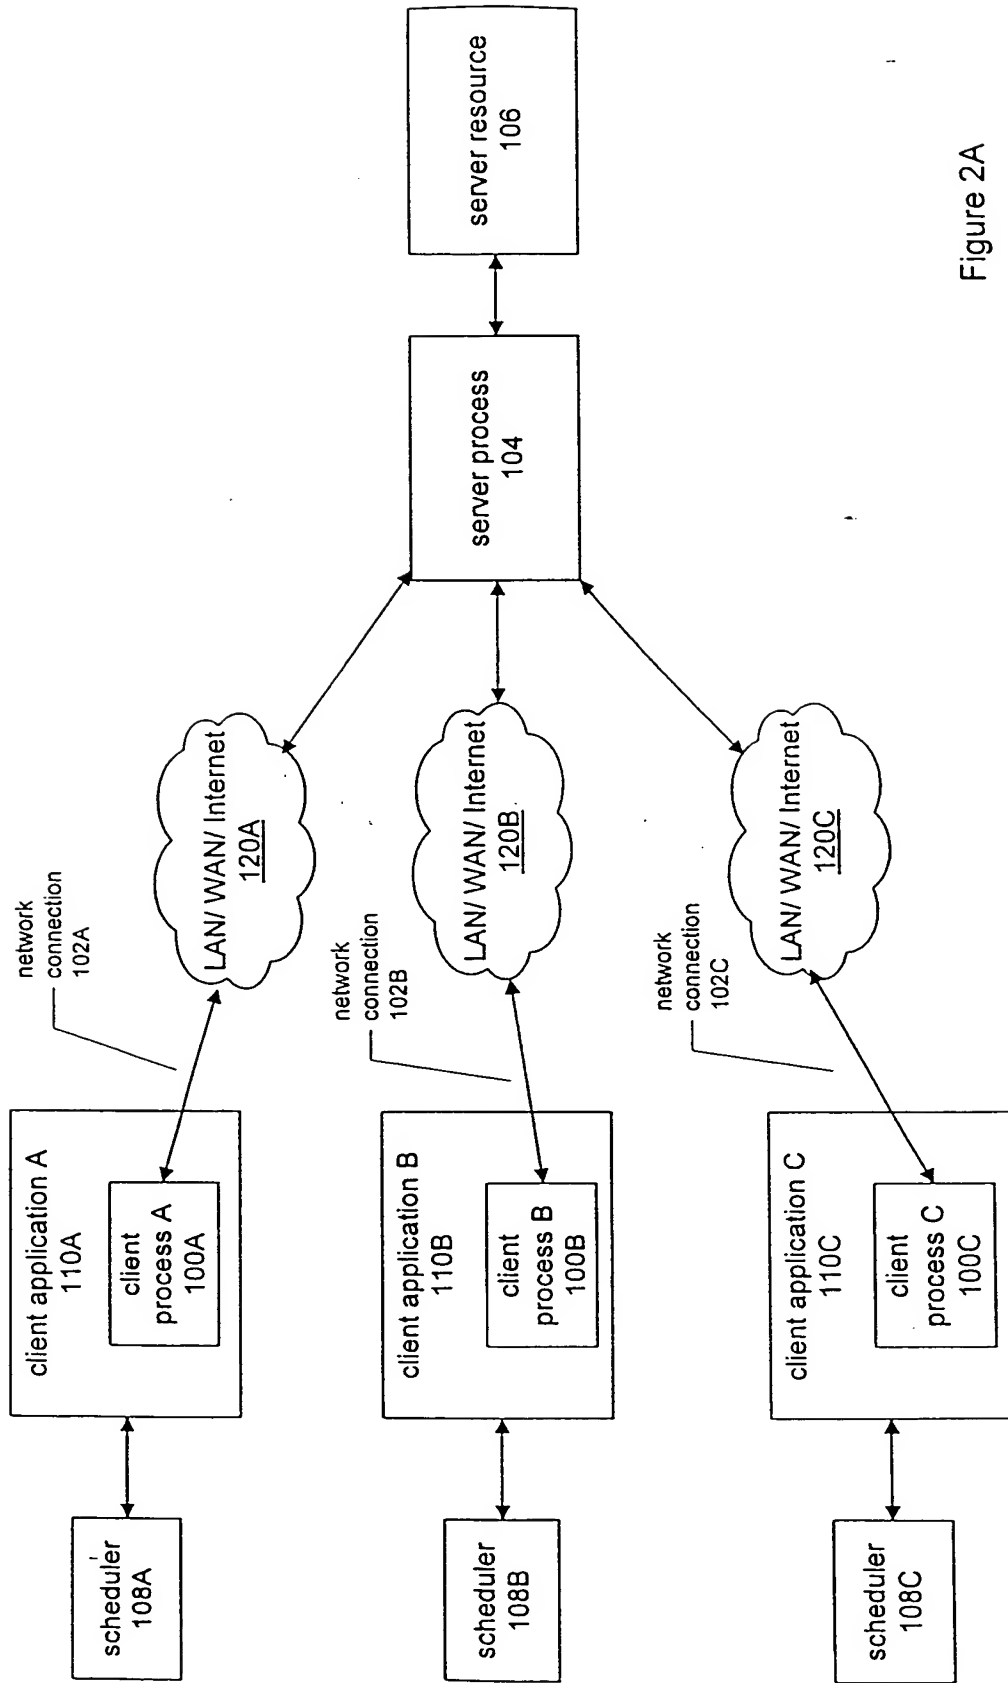 scheduler
108A
client application A
110A
client
process A
100A
network
connection
102A
LAN/ WAN/ Internet
120A
scheduler
108B
client application B
110B
client
process B
100B
network
connection
102B
LAN/ WAN/ Internet
120B
server process
104
server resource
106
scheduler
108C
client application C
110C
client
process C
100C
network
connection
102C
LAN/ WAN/ Internet
120C
Figure 2A